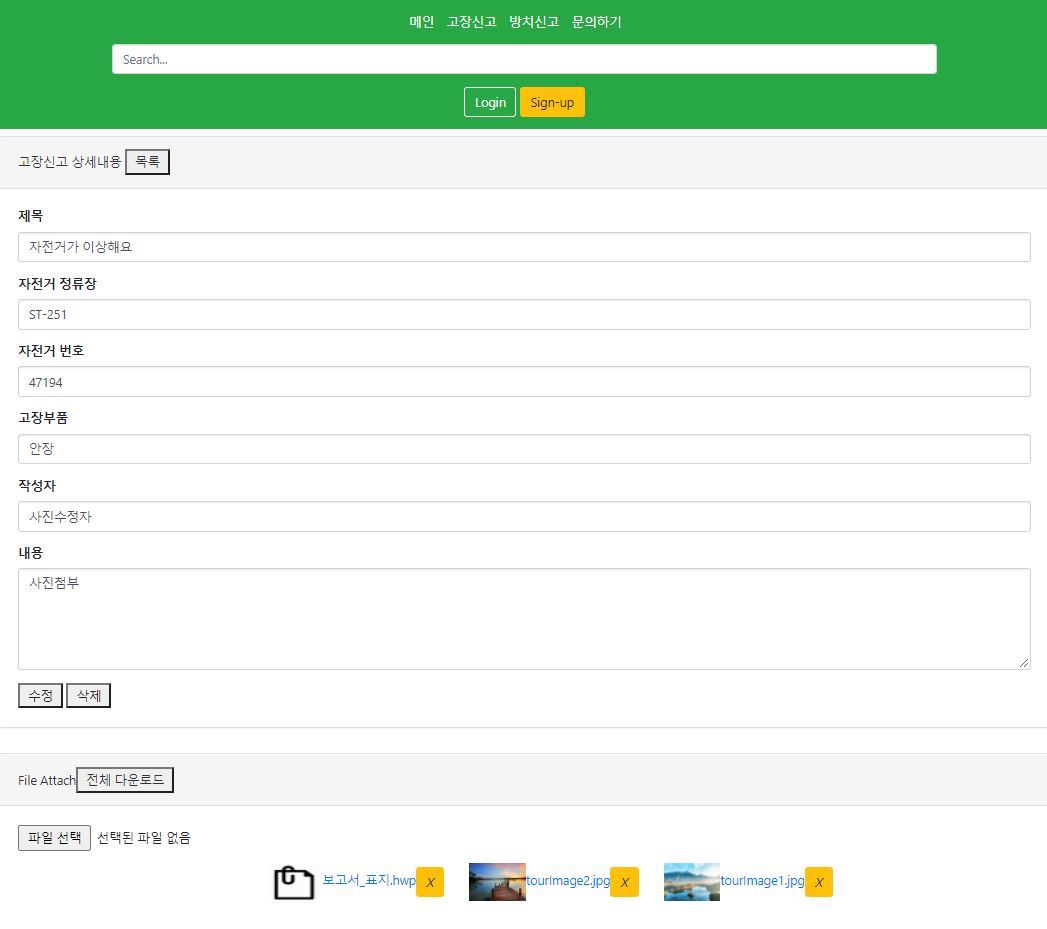 메인 고장신고 방치신고 문의하기
Search...
Login Sign-up
고장신고 상세내용 목록
제목
자전거가 이상해요
자전거 정류장
ST-251
자전거 번호
47194
고장부품
안장
작성자
사진수정자
내용
사진첨부
수정 삭제
File Attach 전체 다운로드
파일 선택 선택된 파일 없음
보고서_표지.hwp X tourImage2.jpg X tourImage1.jpg X